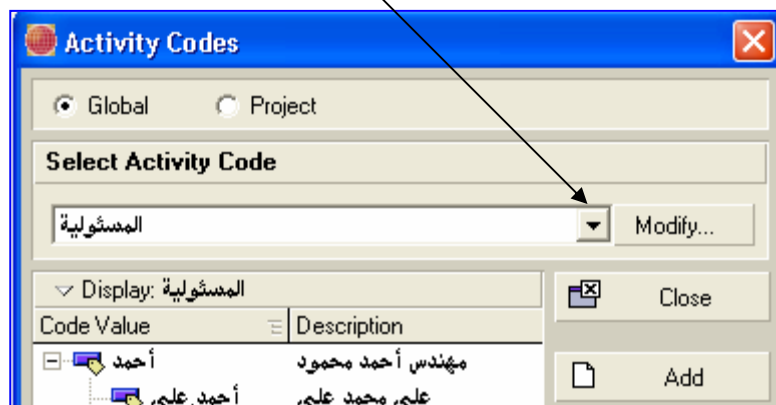 Activity Codes
Global Project
Select Activity Code
المسئولية Modify...
Display: المسئولية
Close
Code Value Description
أحمد مهندس أحمد محمود
Add
أحمد علي علي محمد علي